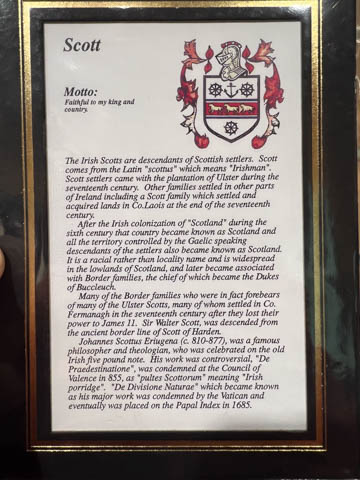 Scott
Motto:
Faithful to my king and
country.
The Irish Scotts are descendants of Scottish settlers. Scott
comes from the Latin "scottus" which means "Irishman".
Scott settlers came with the plantation of Ulster during the
seventeenth century. Other families settled in other parts
of Ireland including a Scott family which settled and
acquired lands in Co.Laois at the end of the seventeenth
century.
After the Irish colonization of "Scotland" during the
sixth century that country became known as Scotland and
all the territory controlled by the Gaelic speaking
descendants of the settlers also became known as Scotland.
It is a racial rather than locality name and is widespread
in the lowlands of Scotland, and later became associated
with Border families, the chief of which became the Dukes
of Buccleuch.
Many of the Border families who were in fact forebears
of many of the Ulster Scotts, many of whom settled in Co.
Fermanagh in the seventeenth century after they lost their
power to James 11. Sir Walter Scott, was descended from
the ancient border line of Scott of Harden.
Johannes Scottus Eriugena (c. 810-877), was a famous
philosopher and theologian, who was celebrated on the old
Irish five pound note. His work was controversial, "De
Praedestinatione", was condemned at the Council of
Valence in 855, as "pultes Scottorum" meaning "Irish
porridge". "De Divisione Naturae" which became known
as his major work was condemned by the Vatican and
eventually was placed on the Papal Index in 1685.